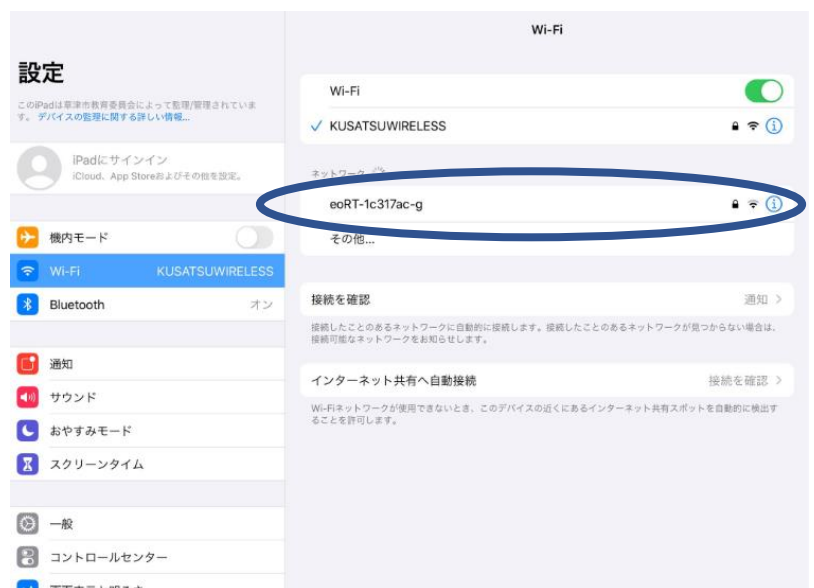 Wi-Fi
設定
このiPadは草津市教育委員会によって監理/管理されていま
す。デバイスの監理に関する詳しい情報...
iPadにサインイン
iCloud、App Storeおよびその他を設定。
機内モード
Wi-Fi KUSATSUWIRELESS
Bluetooth オン
通知
サウンド
おやすみモード
スクリーンタイム
一般
コントロールセンター
Wi-Fi
KUSATSUWIRELESS
ネットワーク
eoRT-1c317ac-g
その他...
接続を確認 通知
接続したことのあるネットワークに自動的に接続します。接続したことのあるネットワークが見つからない場合は、
接続可能なネットワークをお知らせします。
インターネット共有へ自動接続 接続を確認
Wi-Fiネットワークが使用できないとき、このデバイスの近くにあるインターネット共有スポットを自動的に検出す
ることを許可します。